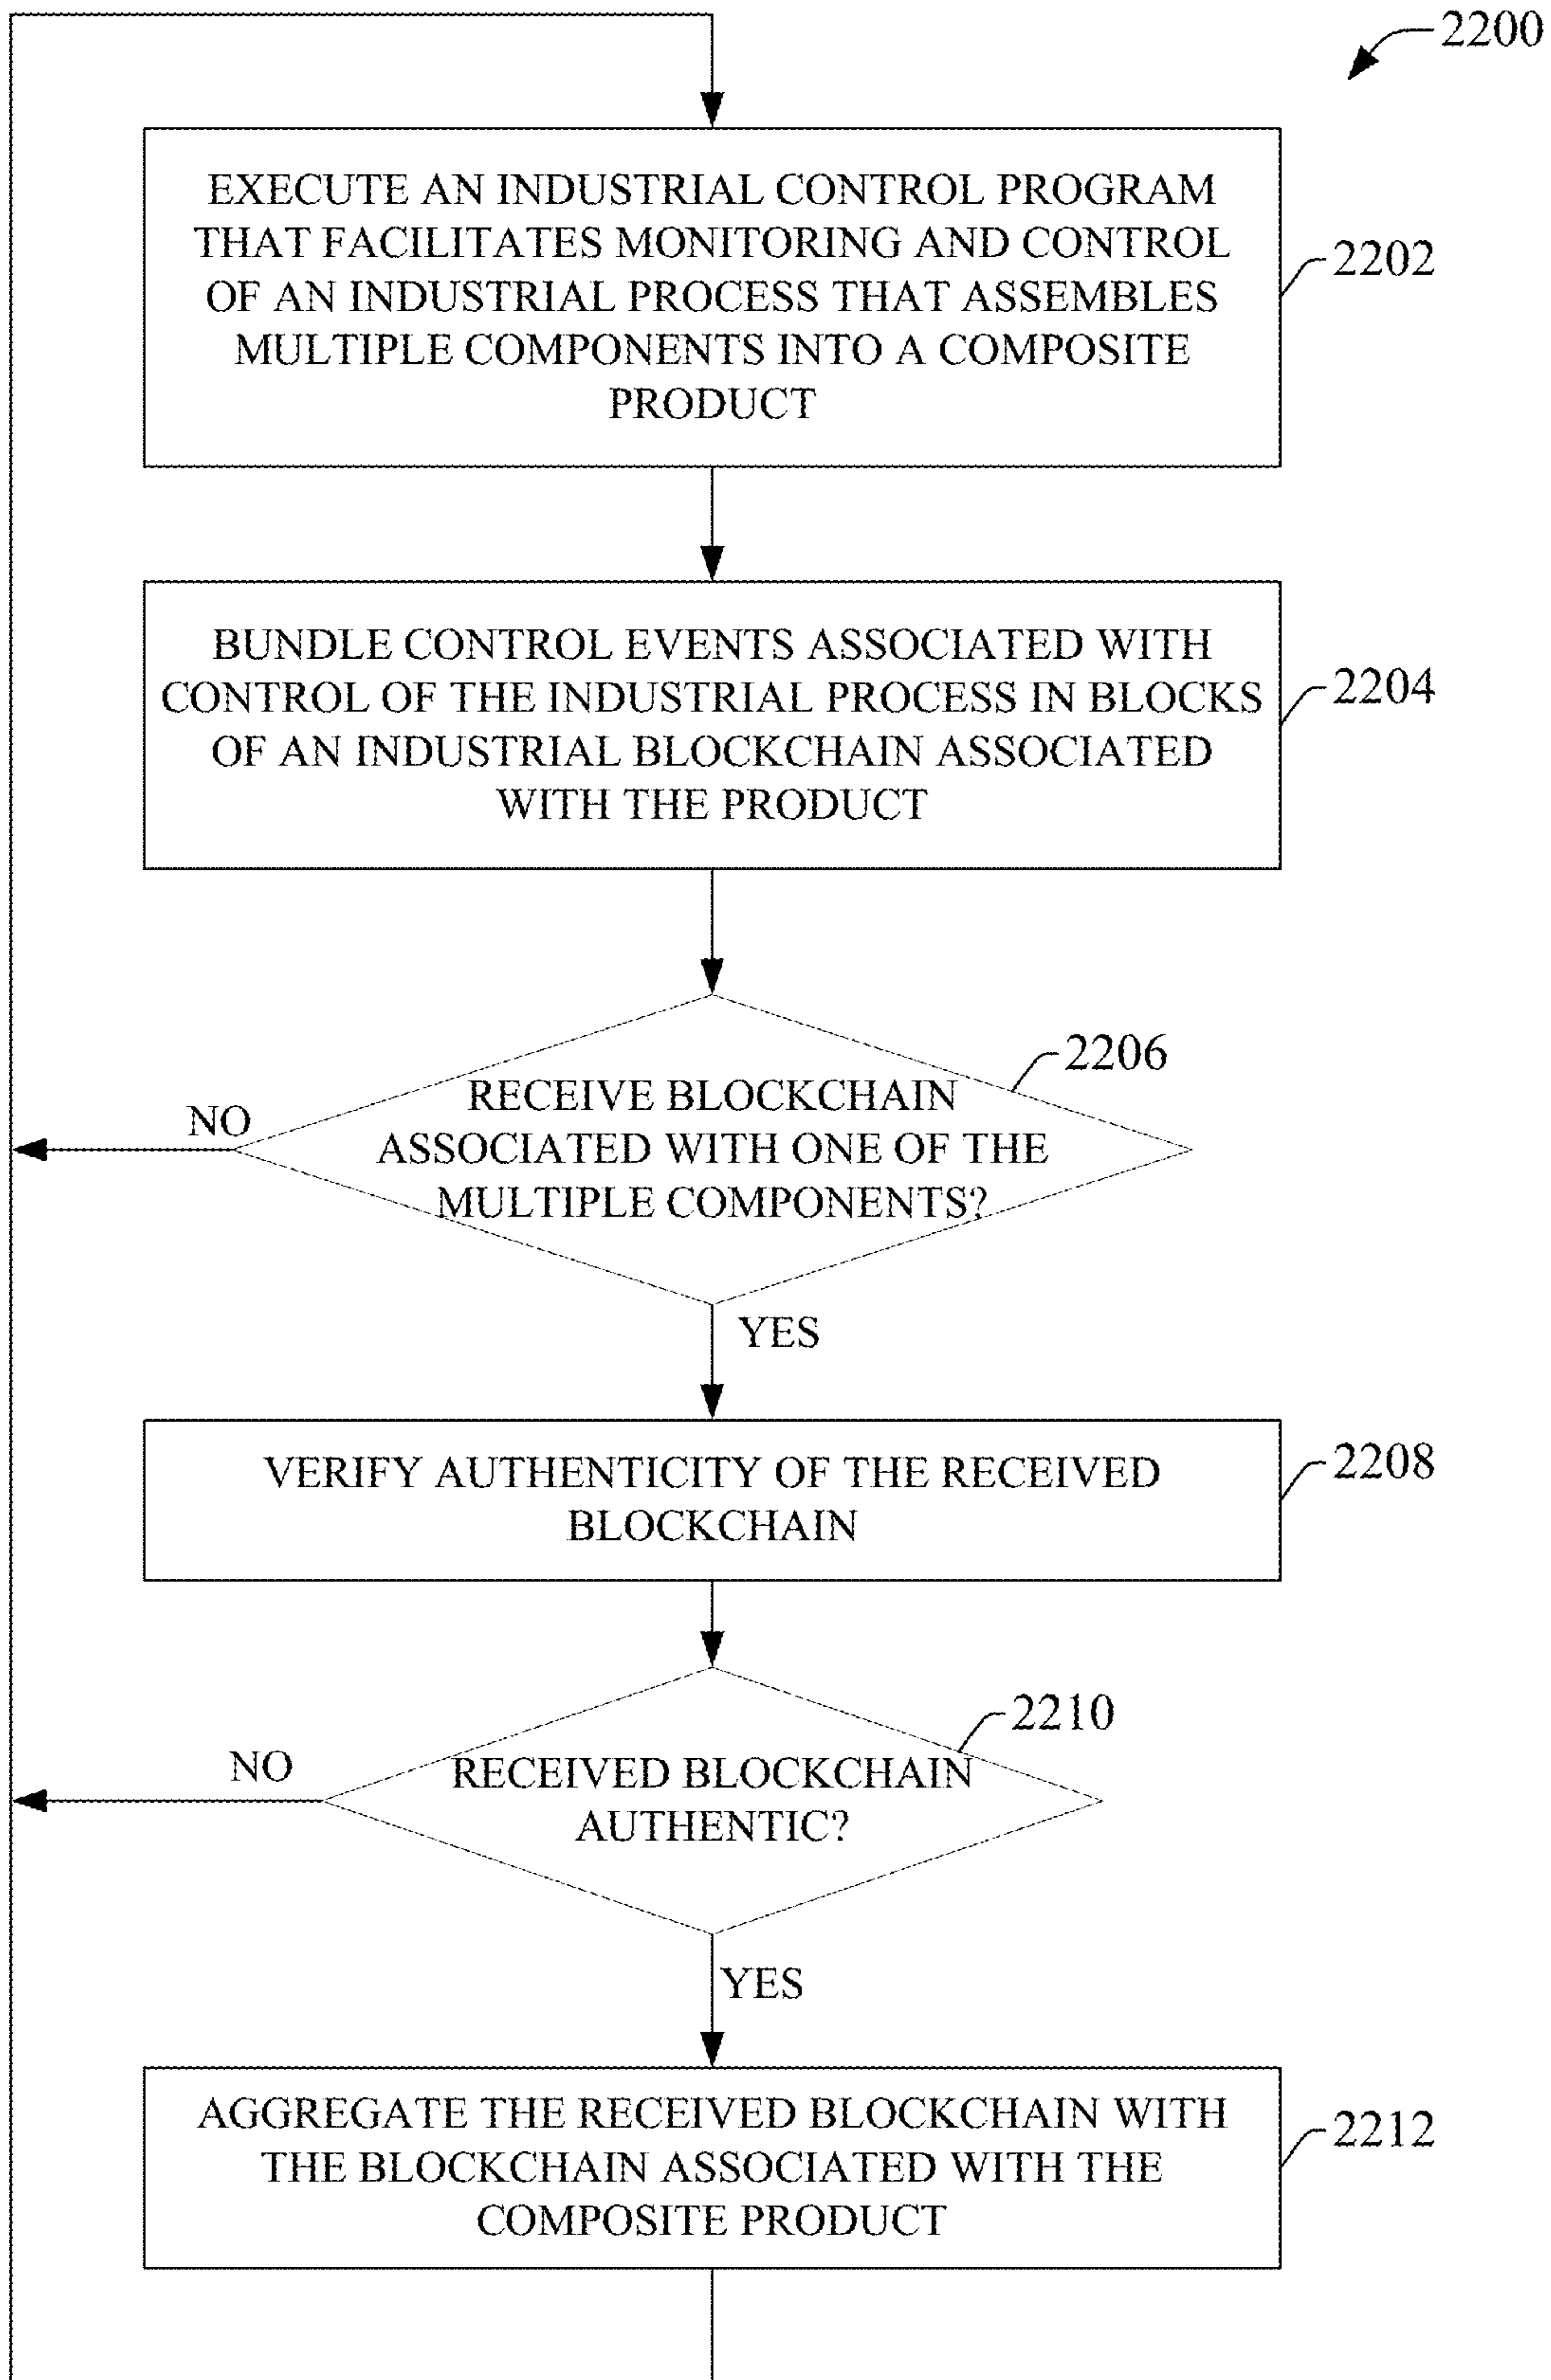 2200
EXECUTE AN INDUSTRIAL CONTROL PROGRAM
THAT FACILITATES MONITORING AND CONTROL
OF AN INDUSTRIAL PROCESS THAT ASSEMBLES
MULTIPLE COMPONENTS INTO A COMPOSITE
PRODUCT
2202
BUNDLE CONTROL EVENTS ASSOCIATED WITH
CONTROL OF THE INDUSTRIAL PROCESS IN BLOCKS
OF AN INDUSTRIAL BLOCKCHAIN ASSOCIATED
WITH THE PRODUCT
2204
2206
RECEIVE BLOCKCHAIN
ASSOCIATED WITH ONE OF THE
MULTIPLE COMPONENTS?
NO
YES
VERIFY AUTHENTICITY OF THE RECEIVED
BLOCKCHAIN
2208
2210
RECEIVED BLOCKCHAIN
AUTHENTIC?
NO
YES
AGGREGATE THE RECEIVED BLOCKCHAIN WITH
THE BLOCKCHAIN ASSOCIATED WITH THE
COMPOSITE PRODUCT
2212